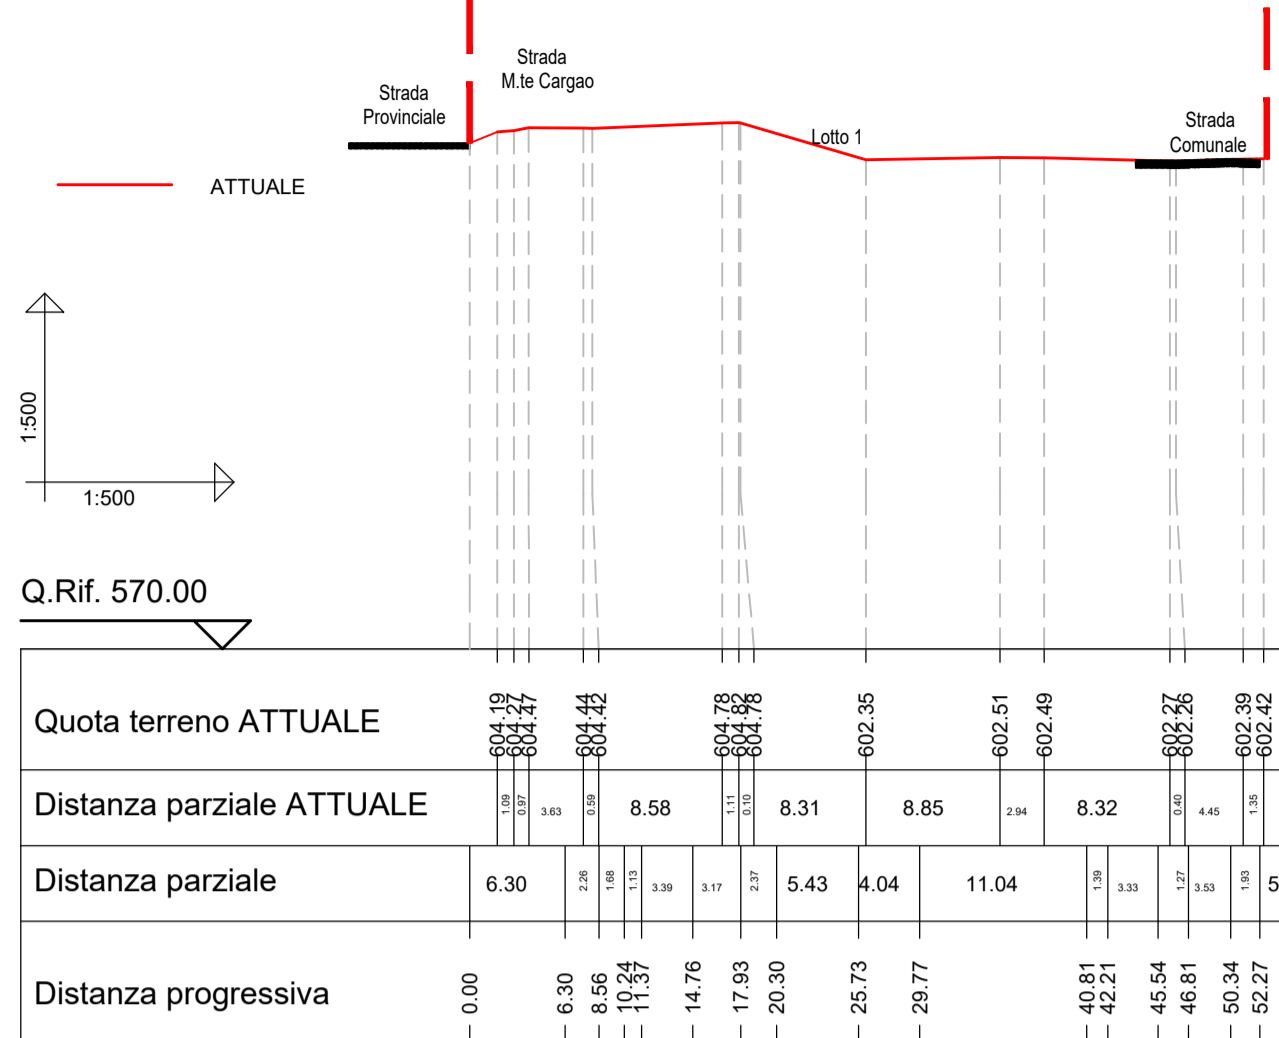 Strada
M.te Cargao
Strada
Provinciale
Lotto 1
Strada
Comunale
ATTUALE
1:500
1:500
Q.Rif. 570.00
Quota terreno ATTUALE
604.19 604.27 604.47 604.44 604.42 604.78 604.82 604.78 602.35 602.51 602.49 602.27 602.26 602.39 602.42
Distanza parziale ATTUALE
1.09 0.97 3.63 0.59 8.58 1.11 0.10 8.31 8.85 2.94 8.32 0.40 4.45 1.35
Distanza parziale
6.30 2.26 1.68 1.13 3.39 3.17 2.37 5.43 4.04 11.04 1.39 3.33 1.27 3.53 1.93 5
Distanza progressiva
0.00 6.30 8.56 10.24 11.37 14.76 17.93 20.30 25.73 29.77 40.81 42.21 45.54 46.81 50.34 52.27